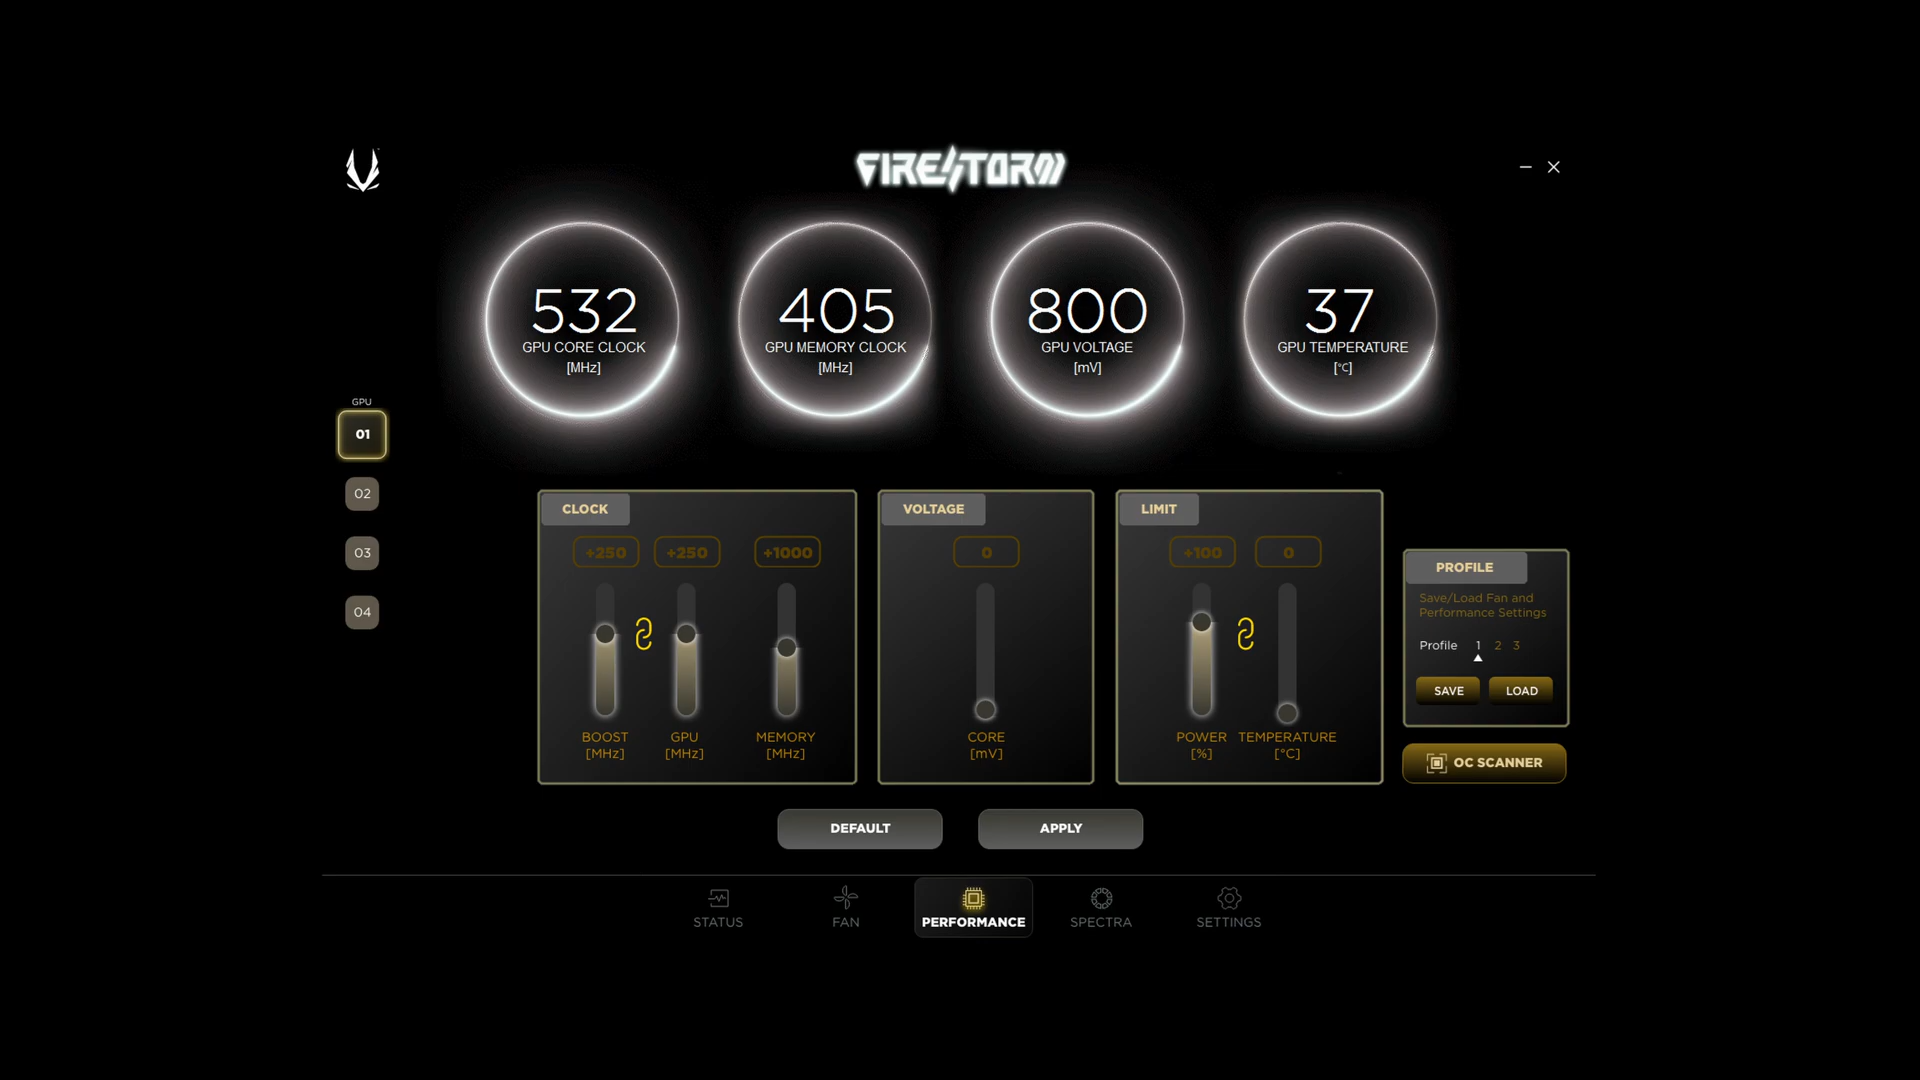 FIRESTORM
532
GPU CORE CLOCK
[MHz]
405
GPU MEMORY CLOCK
[MHz]
800
GPU VOLTAGE
[mV]
37
GPU TEMPERATURE
[°C]
GPU
01
02
03
04
CLOCK
+250
+250
+1000
BOOST
[MHz]
GPU
[MHz]
MEMORY
[MHz]
VOLTAGE
0
CORE
[mV]
LIMIT
+100
0
POWER
[%]
TEMPERATURE
[°C]
PROFILE
Save/Load Fan and
Performance Settings
Profile 1 2 3
SAVE LOAD
OC SCANNER
DEFAULT APPLY
STATUS FAN PERFORMANCE SPECTRA SETTINGS